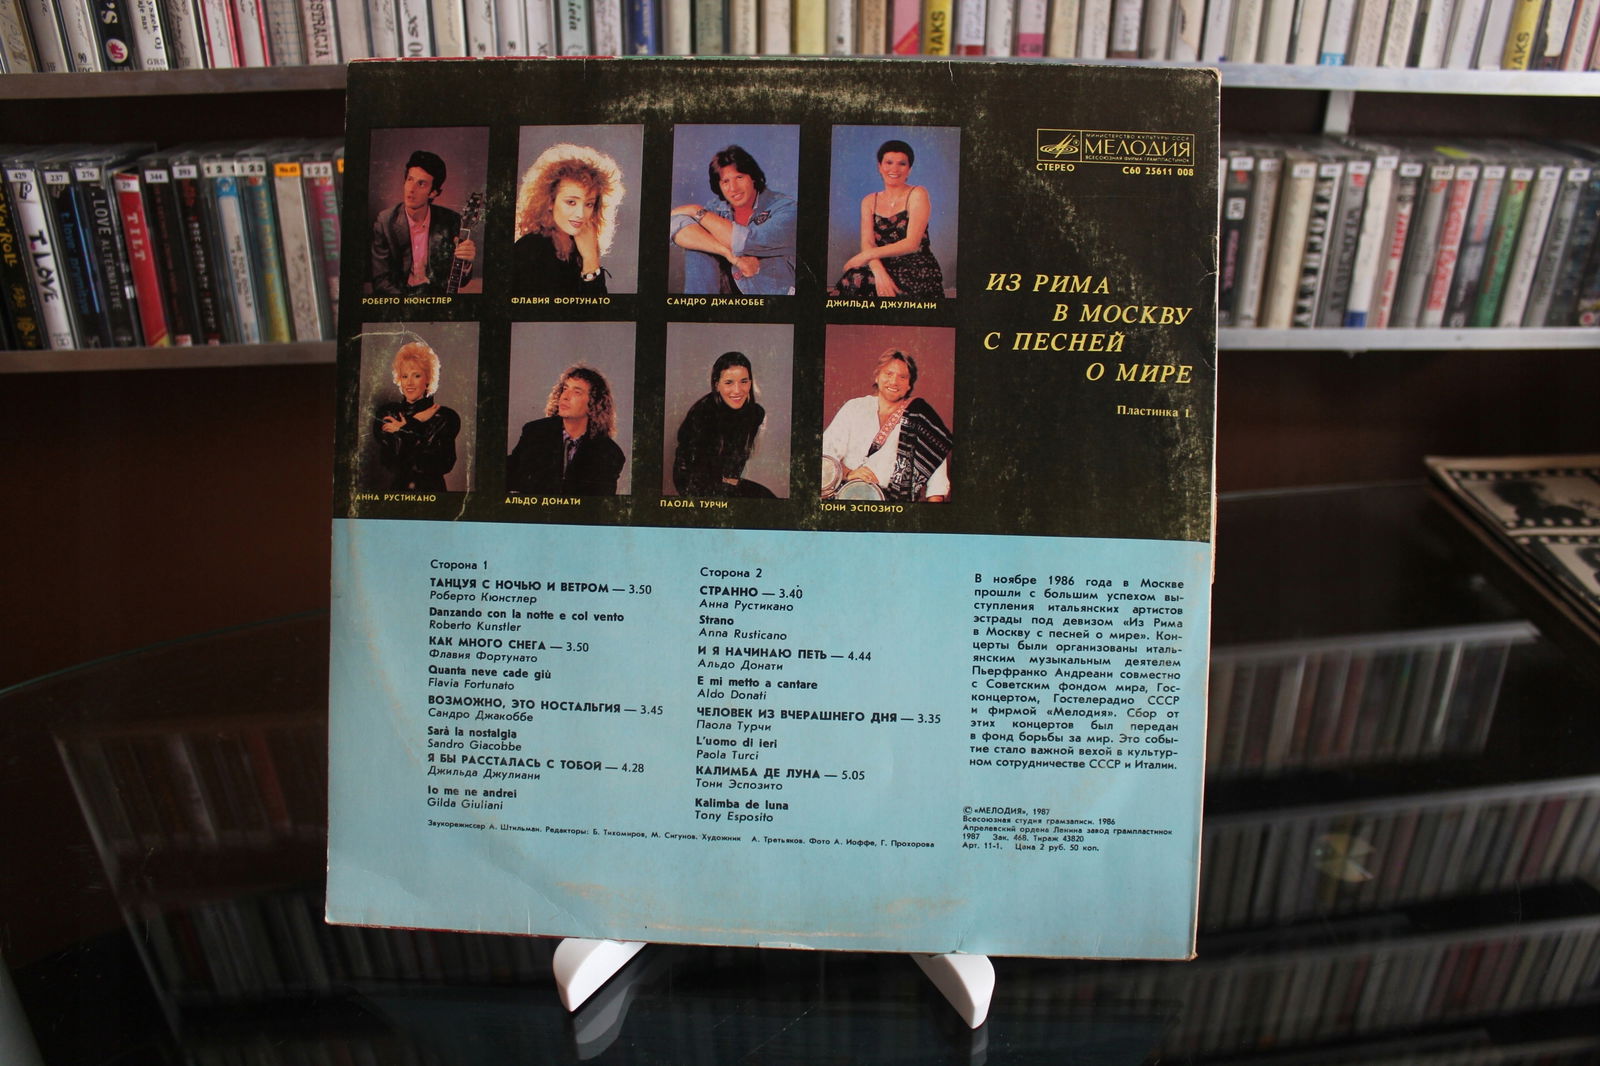 МИНИСТЕРСТВО КУЛЬТУРЫ СССР
МЕЛОДИЯ
ВСЕСОЮЗНАЯ ФИРМА ГРАМПЛАСТИНОК
СТЕРЕО
С60 25611 008
РОБЕРТО КЮНСТЛЕР
ФЛАВИЯ ФОРТУНАТО
САНДРО ДЖАКОББЕ
ДЖИЛЬДА ДЖУЛИАНИ
АННА РУСТИКАНО
АЛЬДО ДОНАТИ
ПАОЛА ТУРЧИ
ТОНИ ЭСПОЗИТО
ИЗ РИМА
В МОСКВУ
С ПЕСНЕЙ
О МИРЕ
Пластинка 1.
Сторона 1
ТАНЦУЯ С НОЧЬЮ И ВЕТРОМ — 3.50
Роберто Кюнстлер
Danzando con la notte e col vento
Roberto Kunstler
КАК МНОГО СНЕГА — 3.50
Флавия Фортунато
Quanta neve cade giù
Flavia Fortunato
ВОЗМОЖНО, ЭТО НОСТАЛЬГИЯ — 3.45
Сандро Джакоббе
Sarà la nostalgia
Sandro Giacobbe
Я БЫ РАССТАЛАСЬ С ТОБОЙ — 4.28
Джильда Джулиани
Io me ne andrei
Gilda Giuliani
Сторона 2
СТРАННО — 3.40
Анна Рустикано
Strano
Anna Rusticano
И Я НАЧИНАЮ ПЕТЬ — 4.44
Альдо Донати
E mi metto a cantare
Aldo Donati
ЧЕЛОВЕК ИЗ ВЧЕРАШНЕГО ДНЯ — 3.35
Паола Турчи
L'uomo di ieri
Paola Turci
КАЛИМБА ДЕ ЛУНА — 5.05
Тони Эспозито
Kalimba de luna
Tony Esposito
Звукорежиссер А. Штильман. Редакторы: Б. Тихомиров, М. Сигунов. Художник А. Третьяков. Фото А. Иоффе, Г. Прохорова
В ноябре 1986 года в Москве
прошли с большим успехом вы-
ступления итальянских артистов
эстрады под девизом «Из Рима
в Москву с песней о мире». Кон-
церты были организованы италь-
янским музыкальным деятелем
Пьерфранко Андреани совместно
с Советским фондом мира, Гос-
концертом, Гостелерадио СССР
и фирмой «Мелодия». Сбор от
этих концертов был передан
в фонд борьбы за мир. Это собы-
тие стало важной вехой в культур-
ном сотрудничестве СССР и Италии.
© «МЕЛОДИЯ», 1987
Всесоюзная студия грамзаписи. 1986
Апрелевский ордена Ленина завод грампластинок
1987 Зак. 468. Тираж 43820
Арт. 11-1. Цена 2 руб. 50 коп.
429
237
276
29
344
393
I LOVE
LOVE ALTERNATIVE
TILT